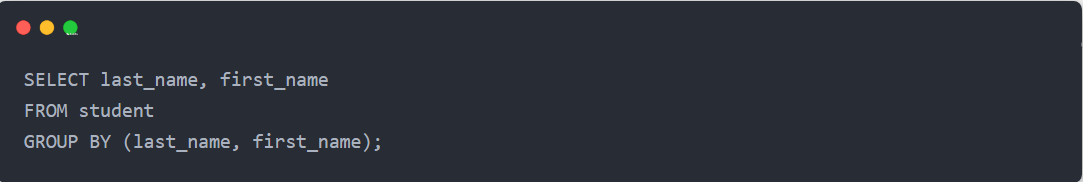 SELECT last_name, first_name
FROM student
GROUP BY (last_name, first_name);